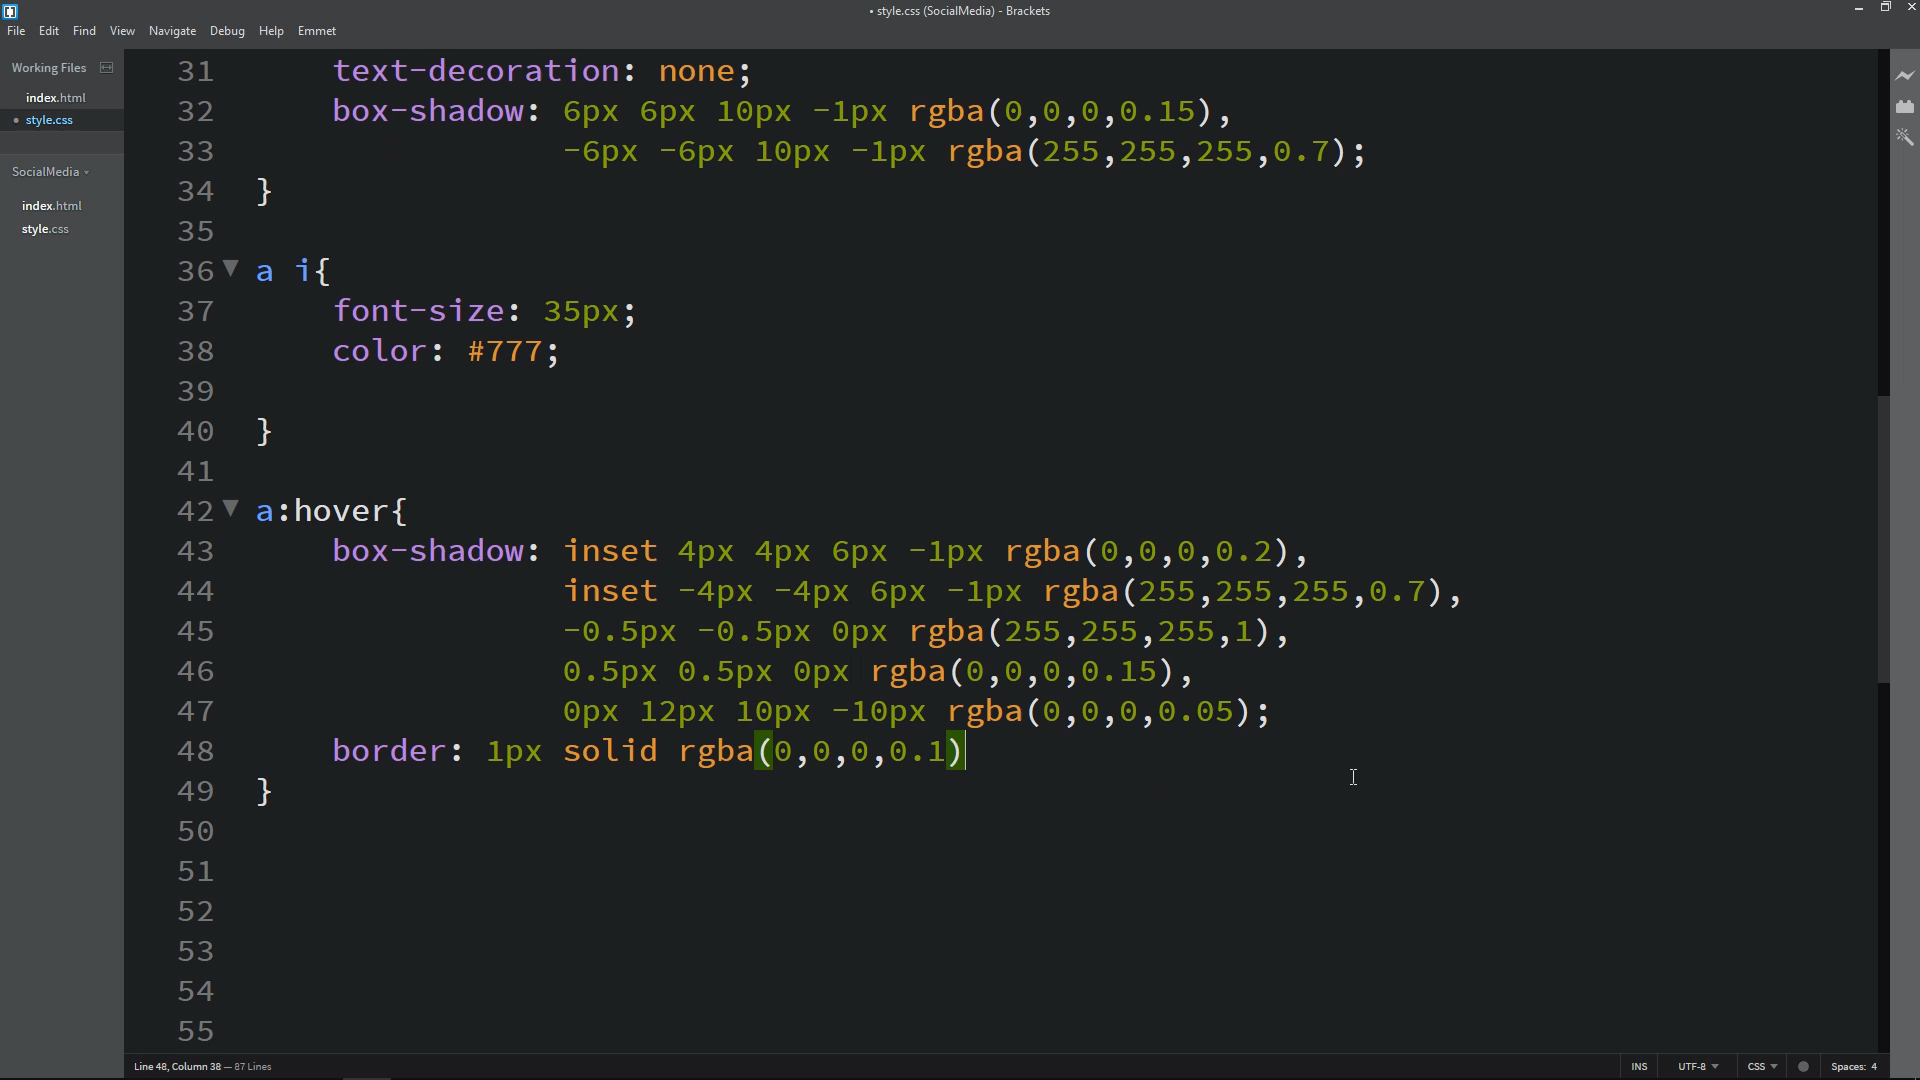 • style.css (SocialMedia) - Brackets
File Edit Find View Navigate Debug Help Emmet
Working Files
index.html
• style.css
SocialMedia
index.html
style.css
31 text-decoration: none;
32 box-shadow: 6px 6px 10px -1px rgba(0,0,0,0.15),
33 -6px -6px 10px -1px rgba(255,255,255,0.7);
34 }
35
36 a i{
37 font-size: 35px;
38 color: #777;
39
40 }
41
42 a:hover{
43 box-shadow: inset 4px 4px 6px -1px rgba(0,0,0,0.2),
44 inset -4px -4px 6px -1px rgba(255,255,255,0.7),
45 -0.5px -0.5px 0px rgba(255,255,255,1),
46 0.5px 0.5px 0px rgba(0,0,0,0.15),
47 0px 12px 10px -10px rgba(0,0,0,0.05);
48 border: 1px solid rgba(0,0,0,0.1)
49 }
50
51
52
53
54
55
Line 48, Column 38 — 87 Lines
INS UTF-8 CSS Spaces: 4